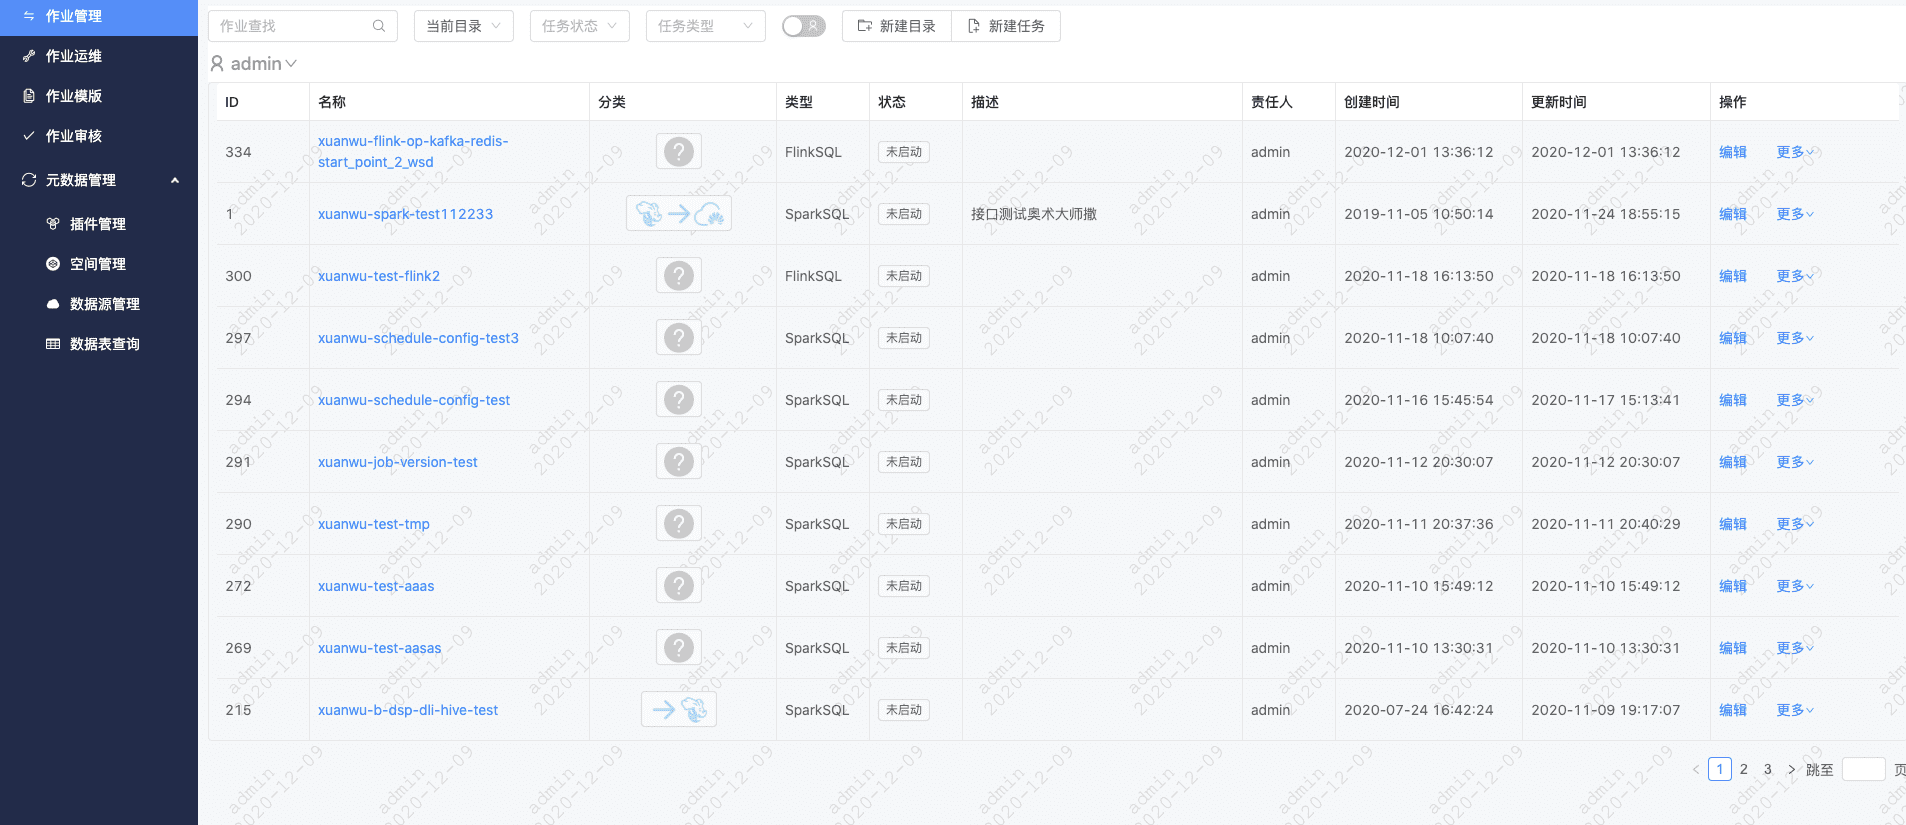 作业管理
作业运维
作业模版
作业审核
元数据管理
插件管理
空间管理
数据源管理
数据表查询
作业查找 当前目录 任务状态 任务类型 新建目录 新建任务
admin
ID 名称 分类 类型 状态 描述 责任人 创建时间 更新时间 操作
334 xuanwu-flink-op-kafka-redis-start_point_2_wsd FlinkSQL 未启动 admin 2020-12-01 13:36:12 2020-12-01 13:36:12 编辑 更多
1 xuanwu-spark-test112233 SparkSQL 未启动 接口测试奥术大师撒 admin 2019-11-05 10:50:14 2020-11-24 18:55:15 编辑 更多
300 xuanwu-test-flink2 FlinkSQL 未启动 admin 2020-11-18 16:13:50 2020-11-18 16:13:50 编辑 更多
297 xuanwu-schedule-config-test3 SparkSQL 未启动 admin 2020-11-18 10:07:40 2020-11-18 10:07:40 编辑 更多
294 xuanwu-schedule-config-test SparkSQL 未启动 admin 2020-11-16 15:45:54 2020-11-17 15:13:41 编辑 更多
291 xuanwu-job-version-test SparkSQL 未启动 admin 2020-11-12 20:30:07 2020-11-12 20:30:07 编辑 更多
290 xuanwu-test-tmp SparkSQL 未启动 admin 2020-11-11 20:37:36 2020-11-11 20:40:29 编辑 更多
272 xuanwu-test-aaas SparkSQL 未启动 admin 2020-11-10 15:49:12 2020-11-10 15:49:12 编辑 更多
269 xuanwu-test-aasas SparkSQL 未启动 admin 2020-11-10 13:30:31 2020-11-10 13:30:31 编辑 更多
215 xuanwu-b-dsp-dli-hive-test SparkSQL 未启动 admin 2020-07-24 16:42:24 2020-11-09 19:17:07 编辑 更多
1 2 3 跳至 页
admin
2020-12-09